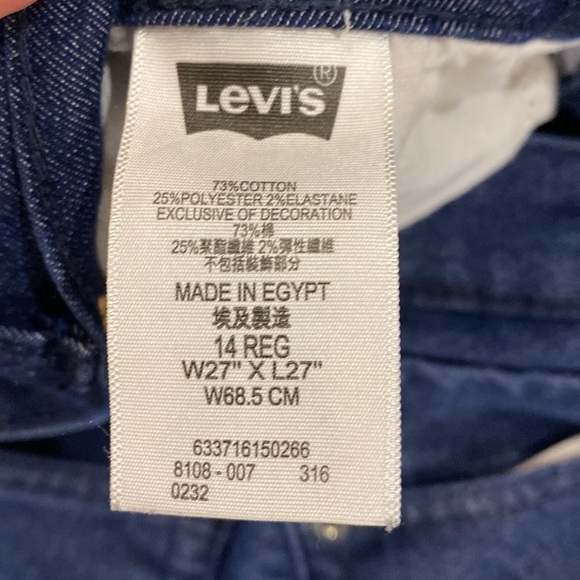 Levi's ®
73%COTTON
25%POLYESTER 2%ELASTANE
EXCLUSIVE OF DECORATION
73%棉
25%聚酯纖維 2%彈性纖維
不包括裝飾部分
MADE IN EGYPT
埃及製造
14 REG
W27" X L27"
W68.5 CM
633716150266
8108 - 007 316
0232